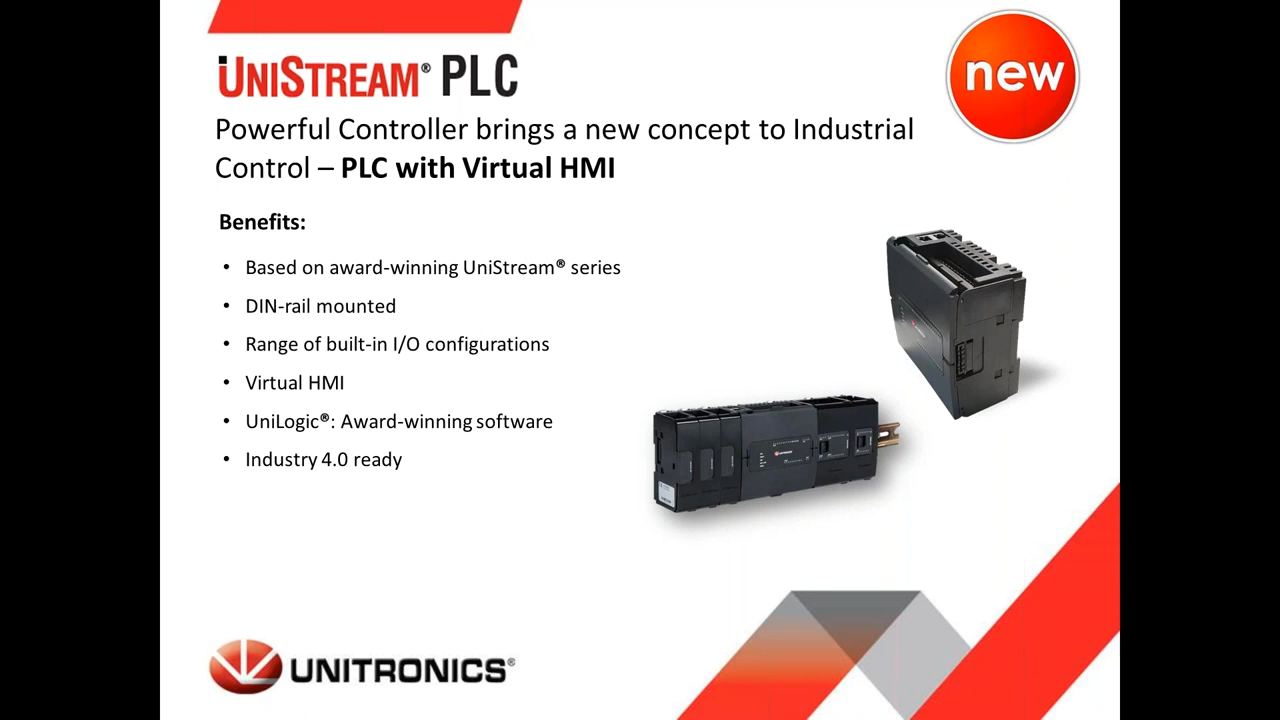 UNISTREAM® PLC
new
Powerful Controller brings a new concept to Industrial
Control – PLC with Virtual HMI
Benefits:
• Based on award-winning UniStream® series
• DIN-rail mounted
• Range of built-in I/O configurations
• Virtual HMI
• UniLogic®: Award-winning software
• Industry 4.0 ready
UNITRONICS®